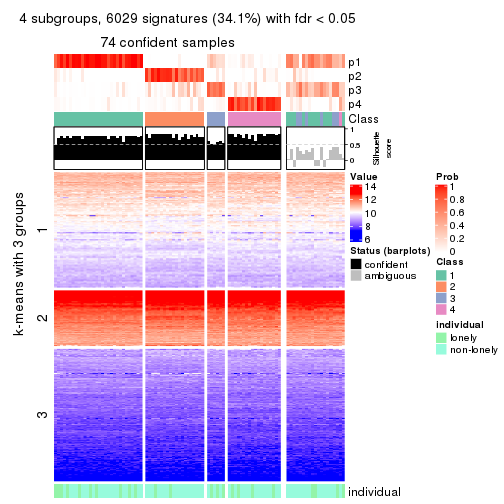 4 subgroups, 6029 signatures (34.1%) with fdr < 0.05
74 confident samples
p1
p2
p3
p4
Class
1
0.5
0
Silhouette
score
k-means with 3 groups
1
2
3
individual
Value
14
12
10
8
6
Status (barplots)
confident
ambiguous
Prob
1
0.8
0.6
0.4
0.2
0
Class
1
2
3
4
individual
lonely
non-lonely